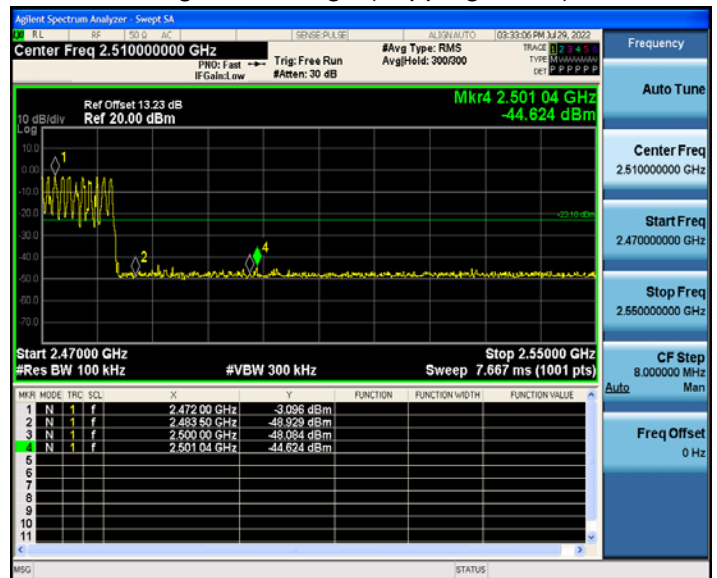 Agilent Spectrum Analyzer - Swept SA
RL RF 50 Ω AC SENSE:PULSE ALIGN AUTO 03:33:06 PM Jul 29, 2022
Center Freq 2.510000000 GHz
PNO: Fast
IFGain:Low
Trig: Free Run
#Atten: 30 dB
#Avg Type: RMS
Avg|Hold: 300/300
TRACE 1 2 3 4 5 6
TYPE
DET P P P P P P
Frequency
Auto Tune
Center Freq
2.510000000 GHz
Start Freq
2.470000000 GHz
Stop Freq
2.550000000 GHz
CF Step
8.000000 MHz
Auto Man
Freq Offset
0 Hz
Ref Offset 13.23 dB
10 dB/div Ref 20.00 dBm
Log
Mkr4 2.501 04 GHz
-44.624 dBm
10.0
0.00
-10.0
-20.0
-30.0
-40.0
-50.0
-60.0
-70.0
1
2
4
-23.10 dBm
Start 2.47000 GHz Stop 2.55000 GHz
#Res BW 100 kHz #VBW 300 kHz Sweep 7.667 ms (1001 pts)
MKR MODE TRC SCL X Y FUNCTION FUNCTION WIDTH FUNCTION VALUE
1 N 1 f 2.472 00 GHz -3.096 dBm
2 N 1 f 2.483 50 GHz -48.929 dBm
3 N 1 f 2.500 00 GHz -48.084 dBm
4 N 1 f 2.501 04 GHz -44.624 dBm
5
6
7
8
9
10
11
MSG STATUS